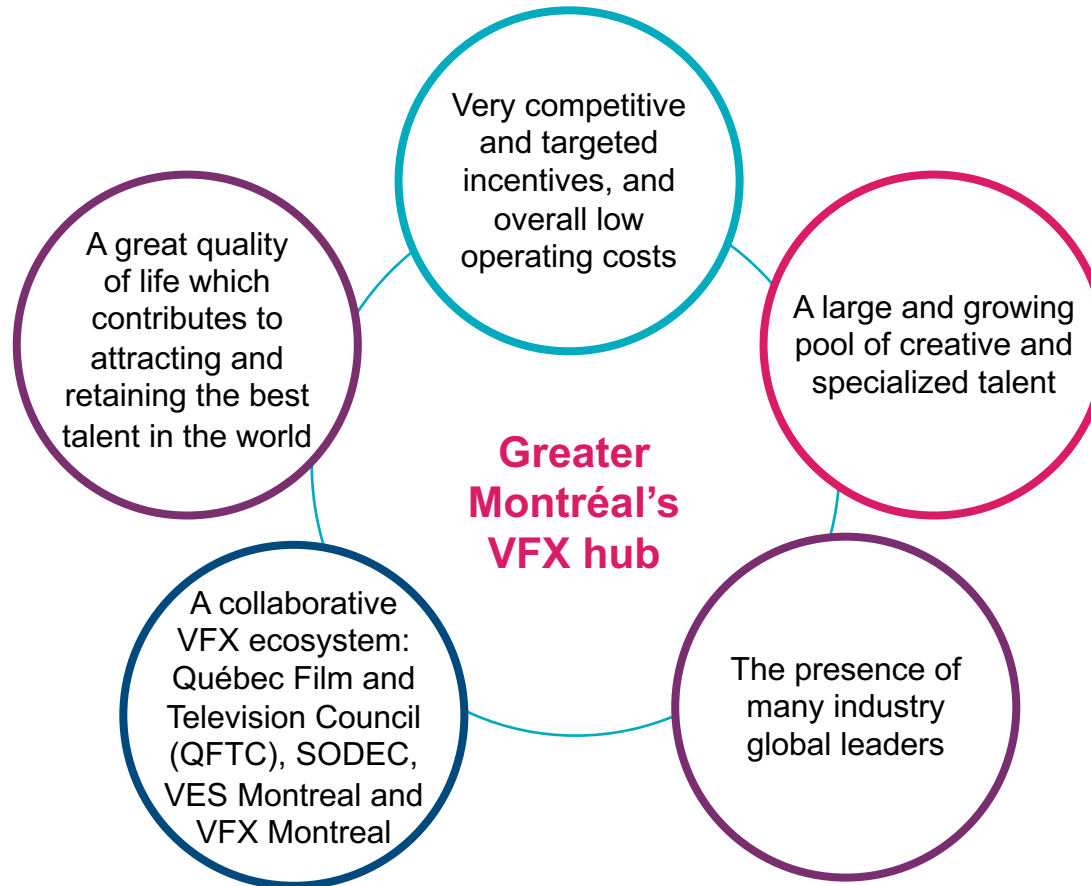 Very competitive
and targeted
incentives, and
overall low
operating costs
A large and growing
pool of creative and
specialized talent
The presence of
many industry
global leaders
A collaborative
VFX ecosystem:
Québec Film and
Television Council
(QFTC), SODEC,
VES Montreal and
VFX Montreal
A great quality
of life which
contributes to
attracting and
retaining the best
talent in the world
Greater
Montréal’s
VFX hub